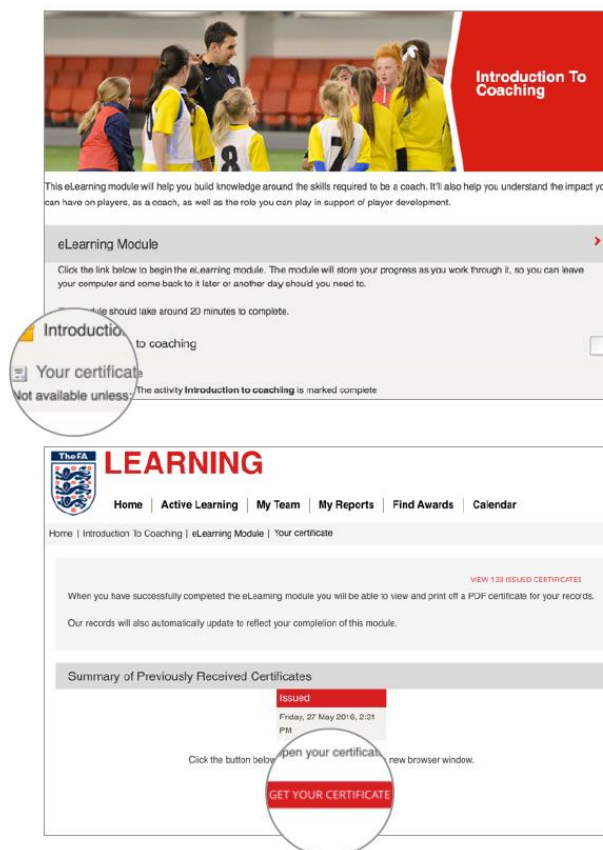 Introduction To
Coaching
8
7
This eLearning module will help you build knowledge around the skills required to be a coach. It'll also help you understand the impact yo
can have on players, as a coach, as well as the role you can play in support of player development.
eLearning Module
Click the link below to begin the eLearning module. The module will store your progress as you work through it, so you can leave
your computer and come back to it later or another day should you need to.
module should take around 20 minutes to complete.
Introduction
to coaching
Your certificate
Not available unless: The activity Introduction to coaching is marked complete
The FA
LEARNING
Home | Active Learning | My Team | My Reports | Find Awards | Calendar
Home | Introduction To Coaching | eLearning Module | Your certificate
VIEW 133 ISSUED CERTIFICATES
When you have successfully completed the eLearning module you will be able to view and print off a PDF certificate for your records.
Our records will also automatically update to reflect your completion of this module.
Summary of Previously Received Certificates
Issued
Friday, 27 May 2016, 2:31
PM
Click the button below open your certificate new browser window.
GET YOUR CERTIFICATE